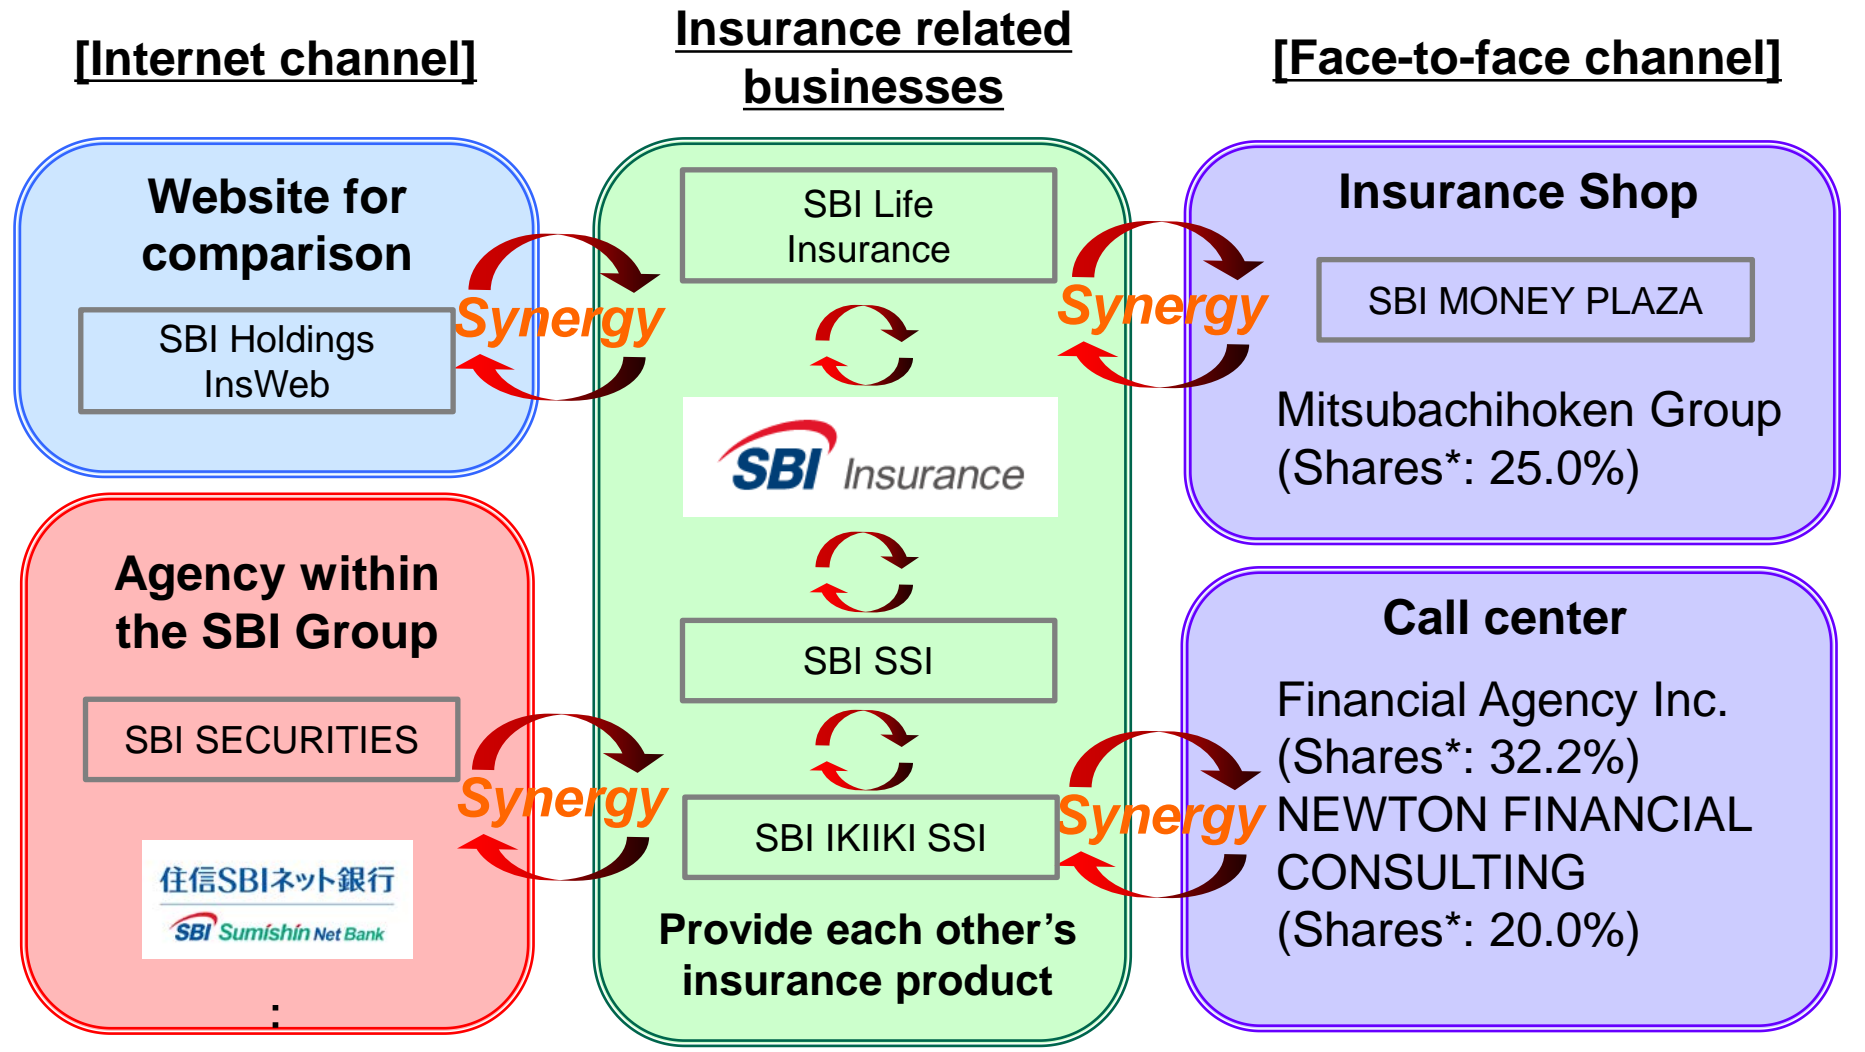 [Internet channel]
Website for
comparison
SBI Holdings
InsWeb
Synergy
Agency within
the SBI Group
SBI SECURITIES
Synergy
住信SBIネット銀行
SBI Sumishin Net Bank
:
Insurance related
businesses
SBI Life
Insurance
SBI Insurance
SBI SSI
SBI IKIIKI SSI
Provide each other’s
insurance product
[Face-to-face channel]
Synergy
Insurance Shop
SBI MONEY PLAZA
Mitsubachihoken Group
(Shares*: 25.0%)
Synergy
Call center
Financial Agency Inc.
(Shares*: 32.2%)
NEWTON FINANCIAL
CONSULTING
(Shares*: 20.0%)